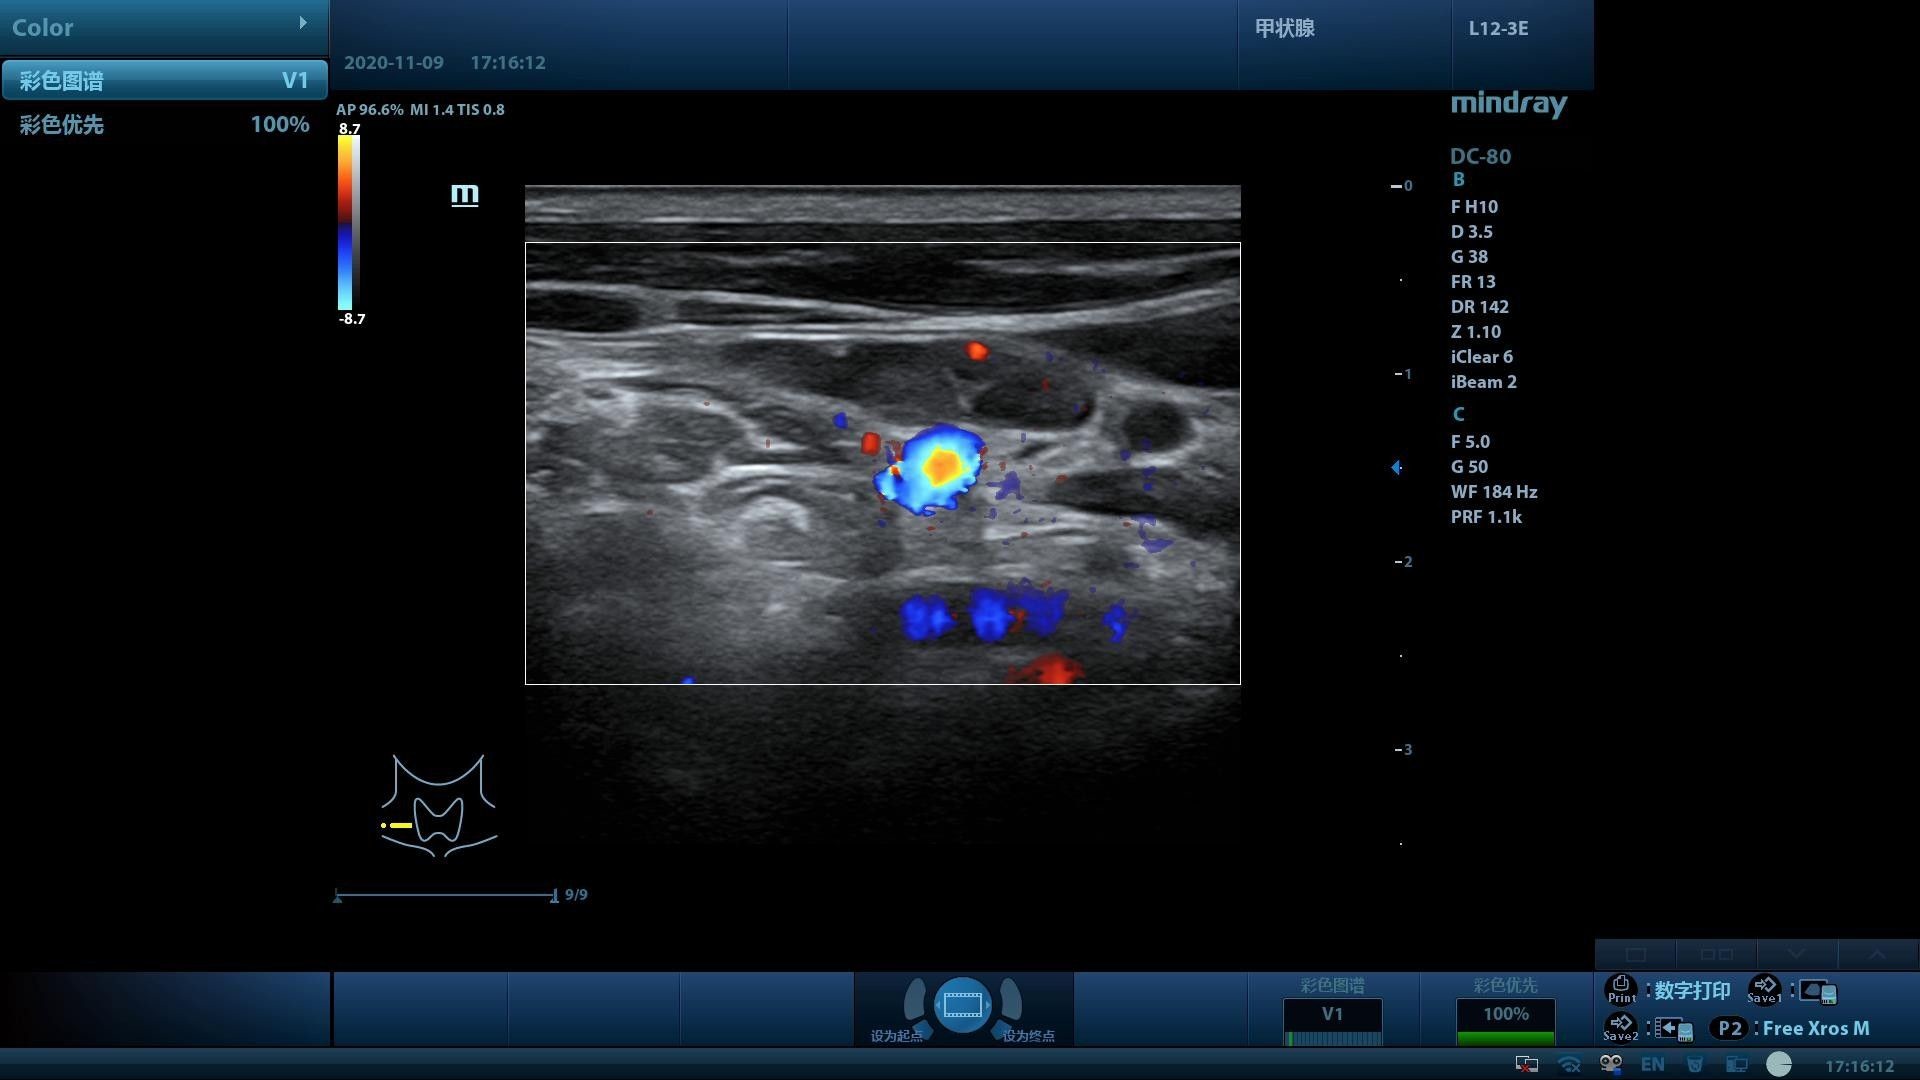 Color
甲状腺
L12-3E
2020-11-09 17:16:12
彩色图谱 V1
彩色优先 100%
AP 96.6% MI 1.4 TIS 0.8
8.7
-8.7
m
mindray
DC-80
B
F H10
D 3.5
G 38
FR 13
DR 142
Z 1.10
iClear 6
iBeam 2
C
F 5.0
G 50
WF 184 Hz
PRF 1.1k
0
1
2
3
9/9
设为起点
设为终点
彩色图谱
V1
彩色优先
100%
Print : 数字打印 Save1 :
Save2 : P2 : Free Xros M
EN
17:16:12